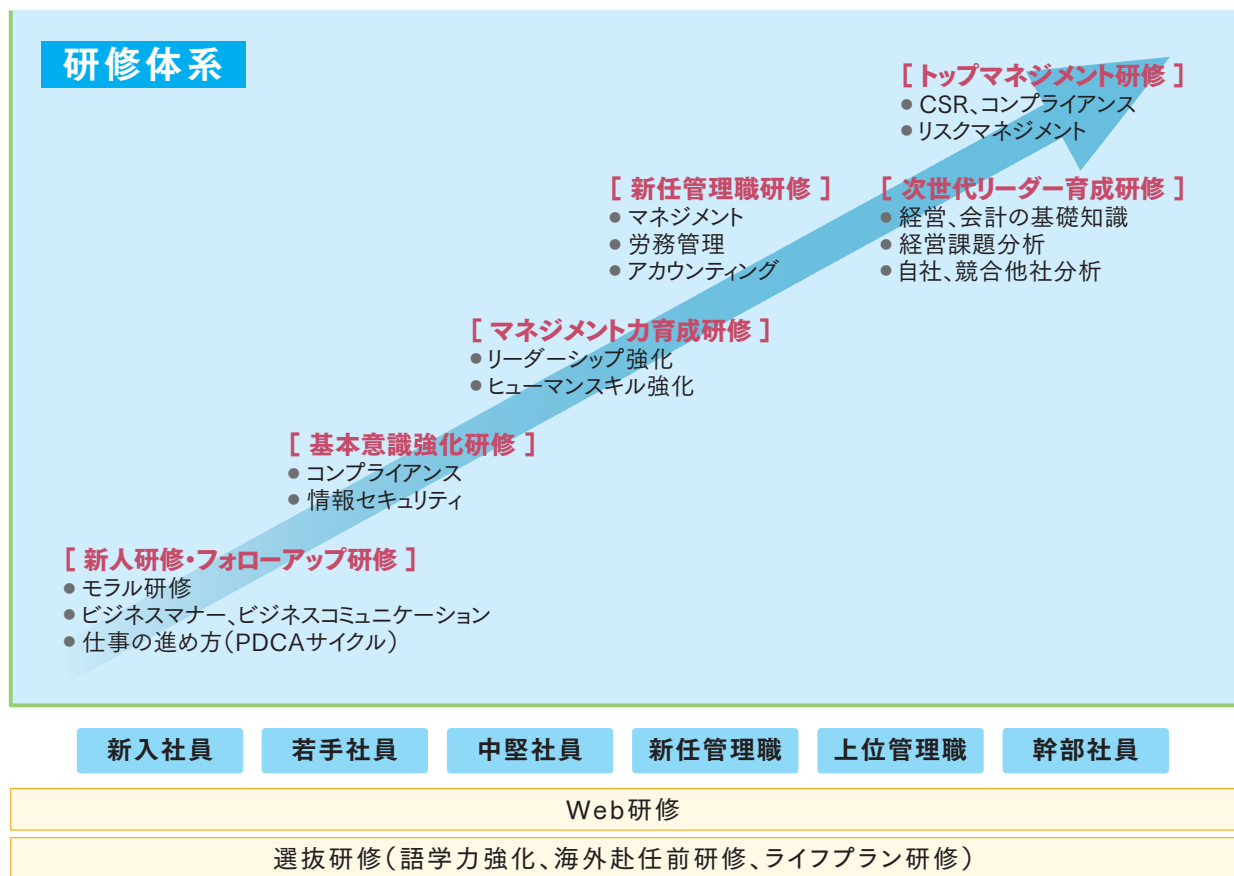 研修体系
[ トップマネジメント研修 ]
● CSR、コンプライアンス
● リスクマネジメント
[ 新任管理職研修 ]
● マネジメント
● 労務管理
● アカウンティング
[ 次世代リーダー育成研修 ]
● 経営、会計の基礎知識
● 経営課題分析
● 自社、競合他社分析
[ マネジメント力育成研修 ]
● リーダーシップ強化
● ヒューマンスキル強化
[ 基本意識強化研修 ]
● コンプライアンス
● 情報セキュリティ
[ 新人研修・フォローアップ研修 ]
● モラル研修
● ビジネスマナー、ビジネスコミュニケーション
● 仕事の進め方(PDCAサイクル)
新入社員
若手社員
中堅社員
新任管理職
上位管理職
幹部社員
Web研修
選抜研修(語学力強化、海外赴任前研修、ライフプラン研修)